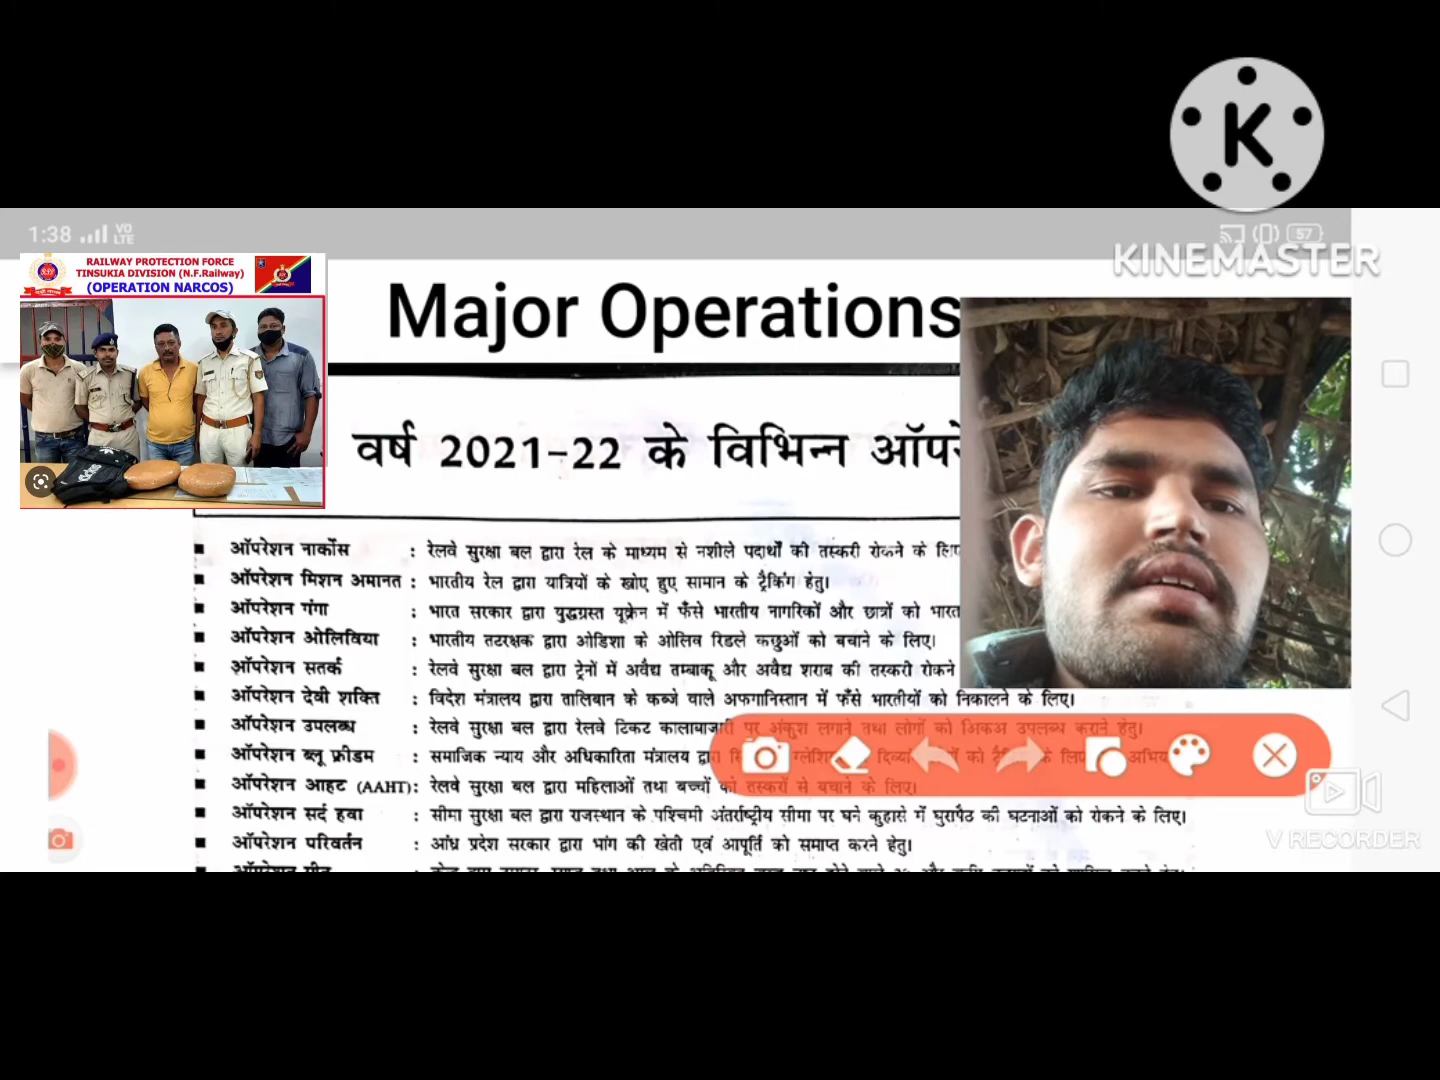 K
KINEMASTER
1:38 VO LTE
57
RAILWAY PROTECTION FORCE
TINSUKIA DIVISION (N.F.Railway)
(OPERATION NARCOS)
Major Operations
वर्ष 2021-22 के विभिन्न
ऑपरेशन नार्कोस : रेलवे सुरक्षा बल द्वारा रेल के माध्यम से नशीले पदार्थों की तस्करी रोकने के
ऑपरेशन मिशन अमानत : भारतीय रेल द्वारा यात्रियों के खोए हुए सामान के ट्रैकिंग हेतु।
ऑपरेशन गंगा : भारत सरकार द्वारा युद्धग्रस्त यूक्रेन में फँसे भारतीय नागरिकों और छात्रों को भारत
ऑपरेशन ओलिविया : भारतीय तटरक्षक द्वारा ओडिशा के ओलिव रिडले कछुओं को बचाने के लिए।
ऑपरेशन सतर्क : रेलवे सुरक्षा बल द्वारा ट्रेनों में अवैध तम्बाकू और अवैध शराब की तस्करी रोकने
ऑपरेशन देवी शक्ति : विदेश मंत्रालय द्वारा तालिबान के कब्जे वाले अफगानिस्तान में फँसे भारतीयों को निकालने के लिए।
ऑपरेशन उपलब्ध : रेलवे सुरक्षा बल द्वारा रेलवे टिकट कालाबाजारी पर अंकुश लगाने तथा लोगों को उपलब्ध कराने हेतु।
ऑपरेशन ब्लू फ्रीडम : समाजिक न्याय और अधिकारिता मंत्रालय द्वारा
ऑपरेशन आहट (AAHT) : रेलवे सुरक्षा बल द्वारा महिलाओं तथा बच्चों को तस्करों से बचाने के लिए।
ऑपरेशन सर्द हवा : सीमा सुरक्षा बल द्वारा राजस्थान के पश्चिमी अंतर्राष्ट्रीय सीमा पर घने कुहासे में घुसपैठ की घटनाओं को रोकने के लिए।
ऑपरेशन परिवर्तन : आंध्र प्रदेश सरकार द्वारा भांग की खेती एवं आपूर्ति को समाप्त करने हेतु।
V RECORDER